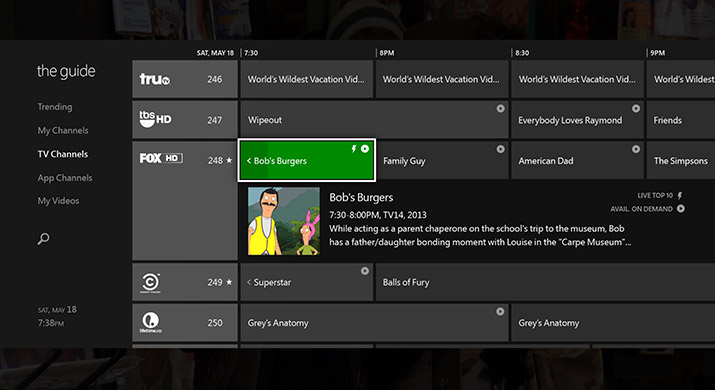 SAT, MAY 18 7:30 8PM 8:30 9PM
the guide
Trending
My Channels
TV Channels
App Channels
My Videos
SAT, MAY 18
7:38PM
truTV 246 World's Wildest Vacation Vid... World's Wildest Vacation Vid... World's Wildest Vacation Vid... World's Wil
tbs HD 247 Wipeout Everybody Loves Raymond Friends
FOX HD 248 ★ < Bob's Burgers Family Guy American Dad The Simpsons
Bob's Burgers
LIVE TOP 10
7:30-8:00PM, TV14, 2013
AVAIL. ON DEMAND
While acting as a parent chaperone on the school's trip to the museum, Bob
has a father/daughter bonding moment with Louise in the "Carpe Museum"...
249 ★ < Superstar Balls of Fury
Lifetime 250 Grey's Anatomy Grey's Anatomy